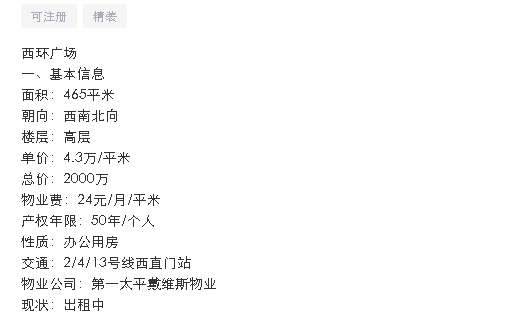 可注册 精装
西环广场
一、基本信息
面积：465平米
朝向：西南北向
楼层：高层
单价：4.3万/平米
总价：2000万
物业费：24元/月/平米
产权年限：50年/个人
性质：办公用房
交通：2/4/13号线西直门站
物业公司：第一太平戴维斯物业
现状：出租中